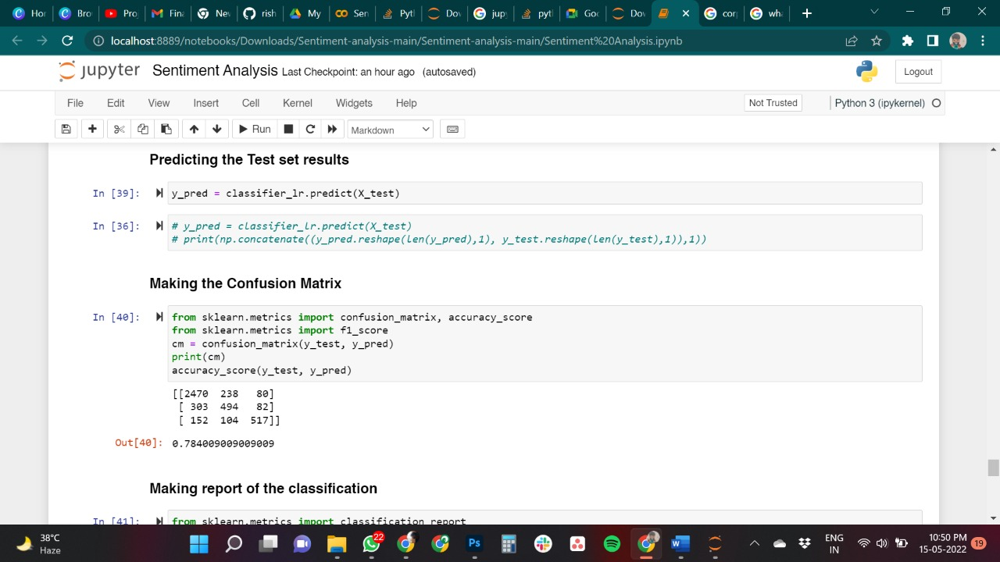 Hor
Bro
Proj
Fina
Nev
rish
My
Sen
Pytl
Dov
jup
pytl
Goo
Dov
corp
wha
localhost:8889/notebooks/Downloads/Sentiment-analysis-main/Sentiment-analysis-main/Sentiment%20Analysis.ipynb
jupyter Sentiment Analysis Last Checkpoint: an hour ago (autosaved) Logout
File Edit View Insert Cell Kernel Widgets Help Not Trusted Python 3 (ipykernel)
Run Markdown
Predicting the Test set results
In [39]: y_pred = classifier_lr.predict(X_test)
In [36]: # y_pred = classifier_lr.predict(X_test)
# print(np.concatenate((y_pred.reshape(len(y_pred),1), y_test.reshape(len(y_test),1)),1))
Making the Confusion Matrix
In [40]: from sklearn.metrics import confusion_matrix, accuracy_score
from sklearn.metrics import f1_score
cm = confusion_matrix(y_test, y_pred)
print(cm)
accuracy_score(y_test, y_pred)
[[2470 238 80]
[ 303 494 82]
[ 152 104 517]]
Out[40]: 0.784009009009009
Making report of the classification
In [41]: from sklearn.metrics import classification_report
38°C
Haze
22
Ps
W
ENG
IN
10:50 PM
15-05-2022
19